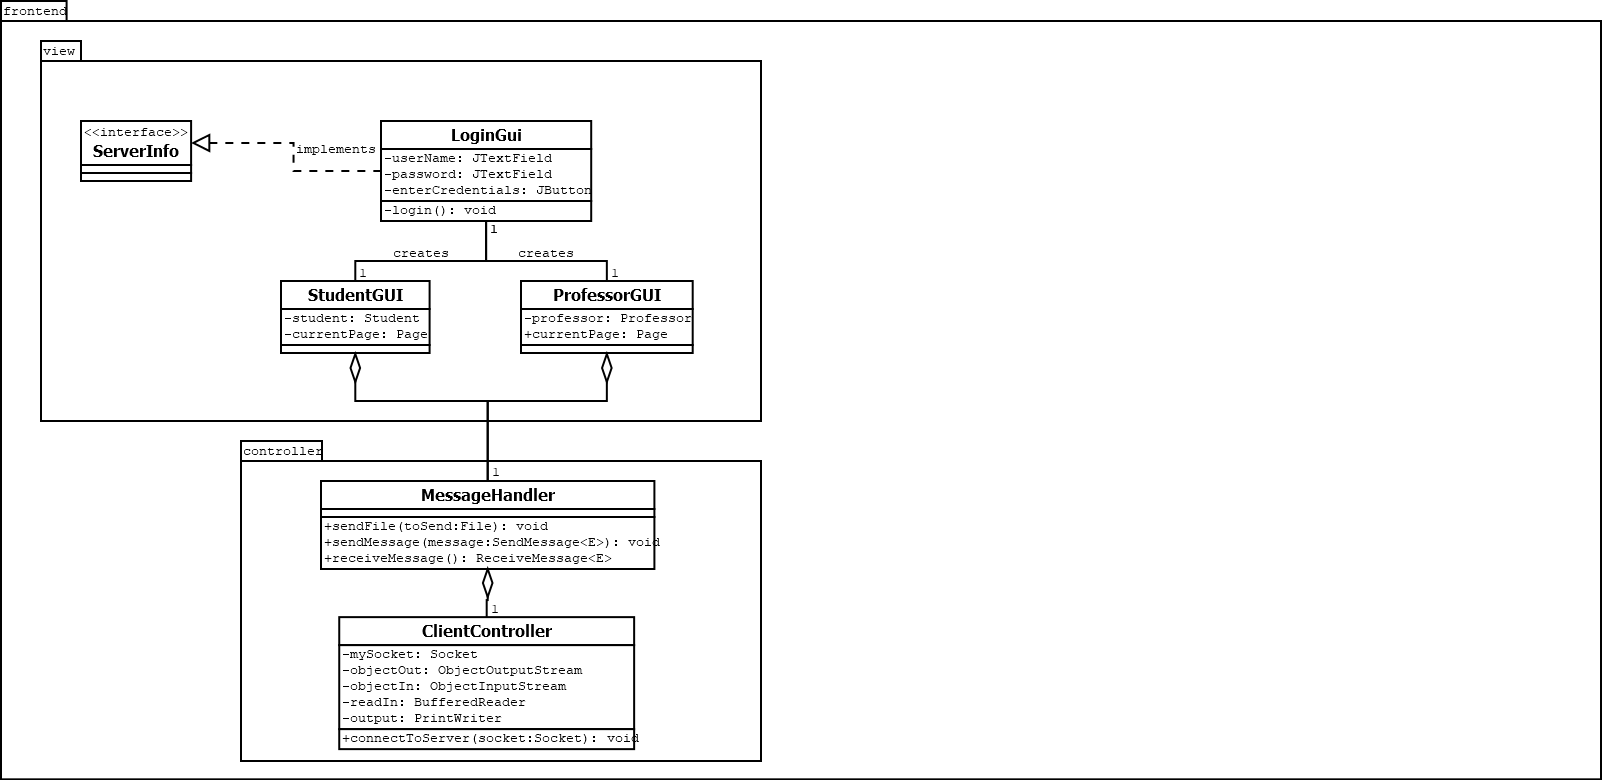 frontend
view
<<interface>>
ServerInfo
implements
LoginGui
-userName: JTextField
-password: JTextField
-enterCredentials: JButton
-login(): void
1
creates
creates
1
1
StudentGUI
-student: Student
-currentPage: Page
ProfessorGUI
-professor: Professor
+currentPage: Page
controller
1
MessageHandler
+sendFile(toSend:File): void
+sendMessage(message:SendMessage<E>): void
+receiveMessage(): ReceiveMessage<E>
1
ClientController
-mySocket: Socket
-objectOut: ObjectOutputStream
-objectIn: ObjectInputStream
-readIn: BufferedReader
-output: PrintWriter
+connectToServer(socket:Socket): void